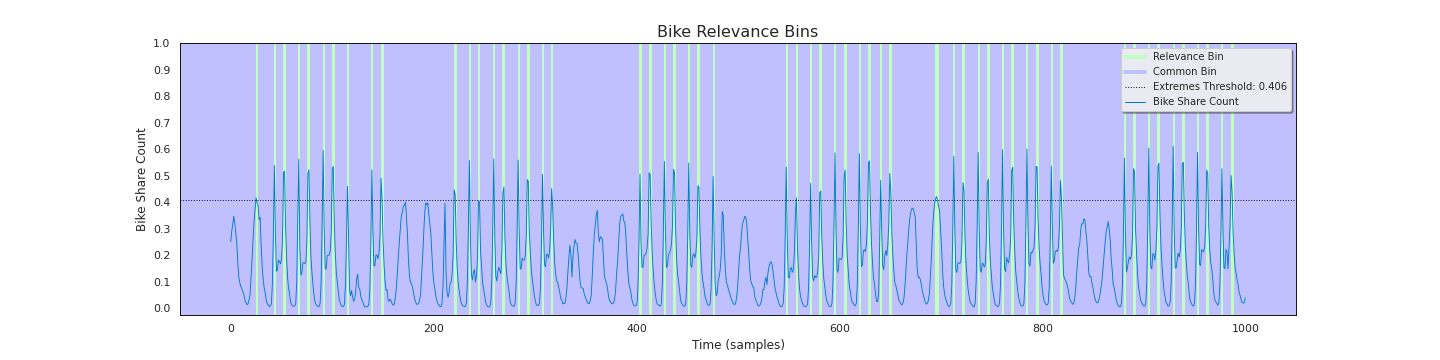 Bike Relevance Bins
1.0
0.9
0.8
0.7
0.6
0.5
0.4
0.3
0.2
0.1
0.0
Bike Share Count
Relevance Bin
Common Bin
Extremes Threshold: 0.406
Bike Share Count
0 200 400 600 800 1000
Time (samples)